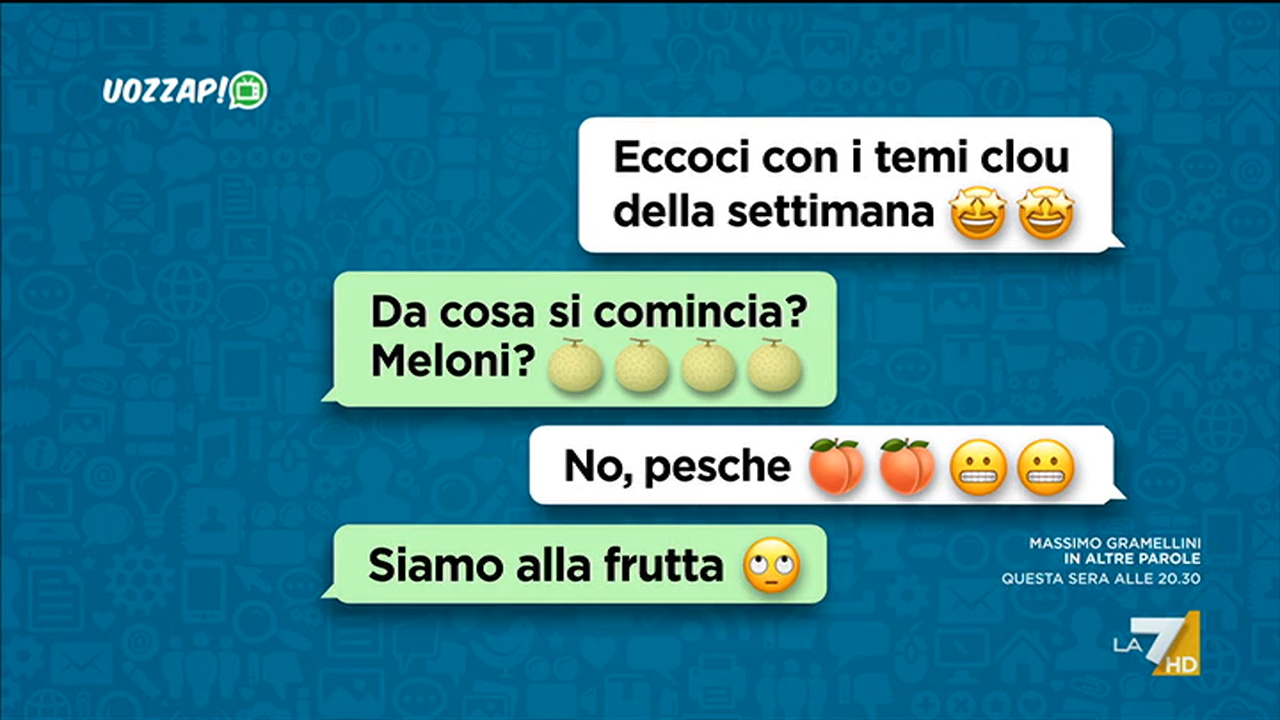 UOZZAP!
Eccoci con i temi clou
della settimana 🤩🤩
Da cosa si comincia?
Meloni? 🍈🍈🍈🍈
No, pesche 🍑🍑😬😬
Siamo alla frutta 🙄
MASSIMO GRAMELLINI
IN ALTRE PAROLE
QUESTA SERA ALLE 20.30
LA7 HD